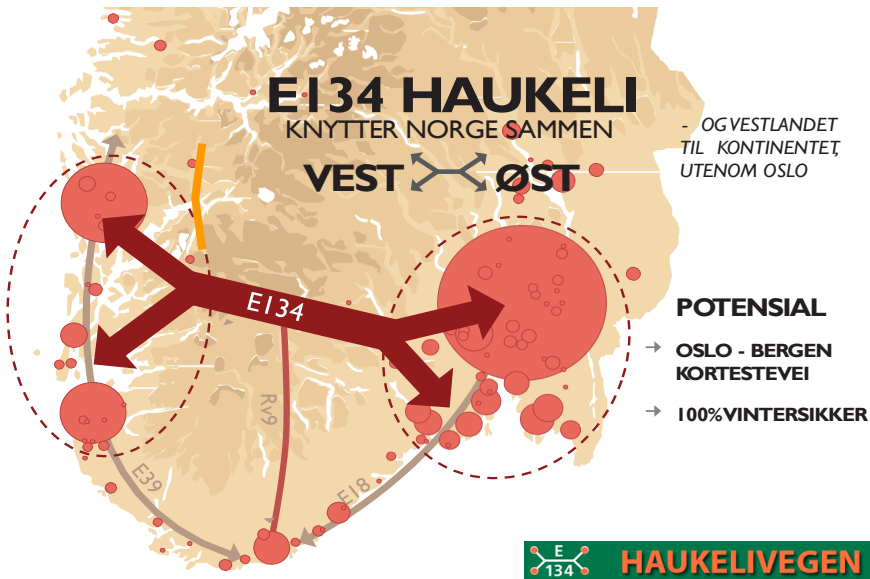 E134 HAUKELI
KNYTTER NORGE SAMMEN
VEST ØST
- OG VESTLANDET
TIL KONTINENTET,
UTENOM OSLO
E134
POTENSIAL
OSLO - BERGEN
KORTESTEVEI
100%VINTERSIKKER
Rv9
E39
E18
E
134
HAUKELIVEGEN